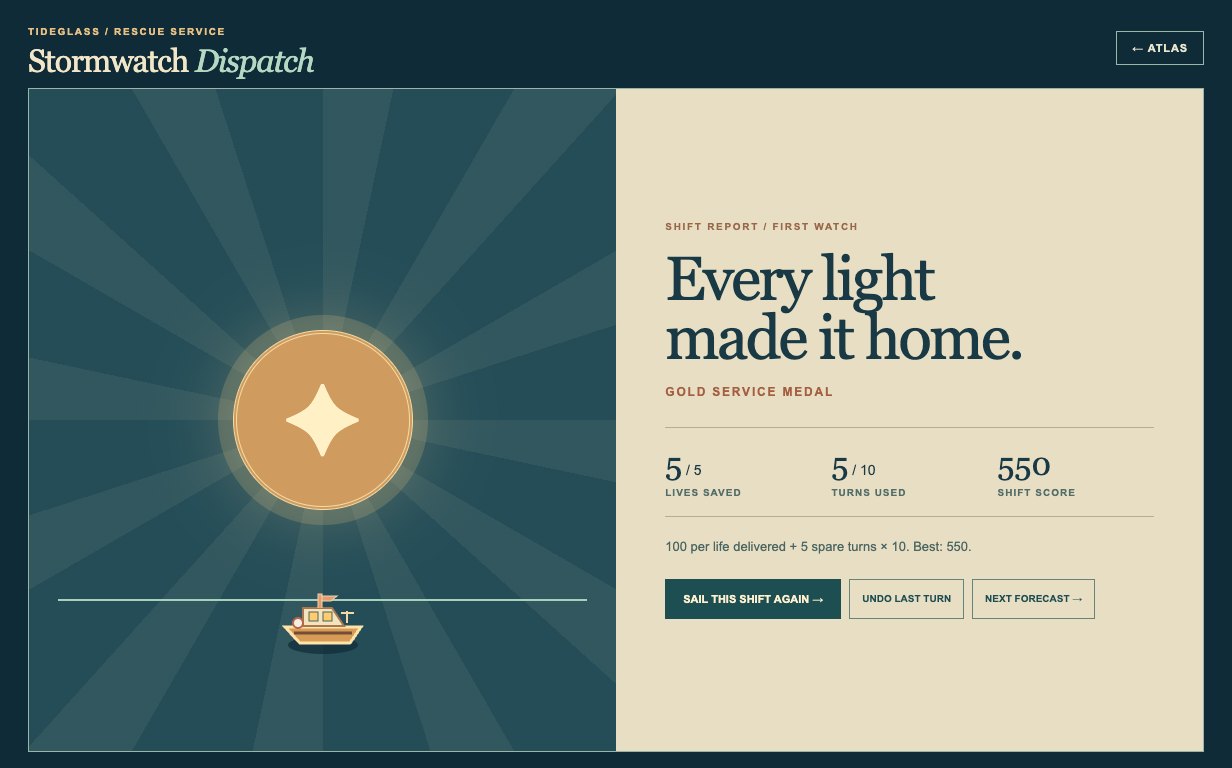 TIDEGLASS / RESCUE SERVICE
Stormwatch Dispatch
← ATLAS
SHIFT REPORT / FIRST WATCH
Every light
made it home.
GOLD SERVICE MEDAL
5 / 5
LIVES SAVED
5 / 10
TURNS USED
550
SHIFT SCORE
100 per life delivered + 5 spare turns × 10. Best: 550.
SAIL THIS SHIFT AGAIN →
UNDO LAST TURN
NEXT FORECAST →